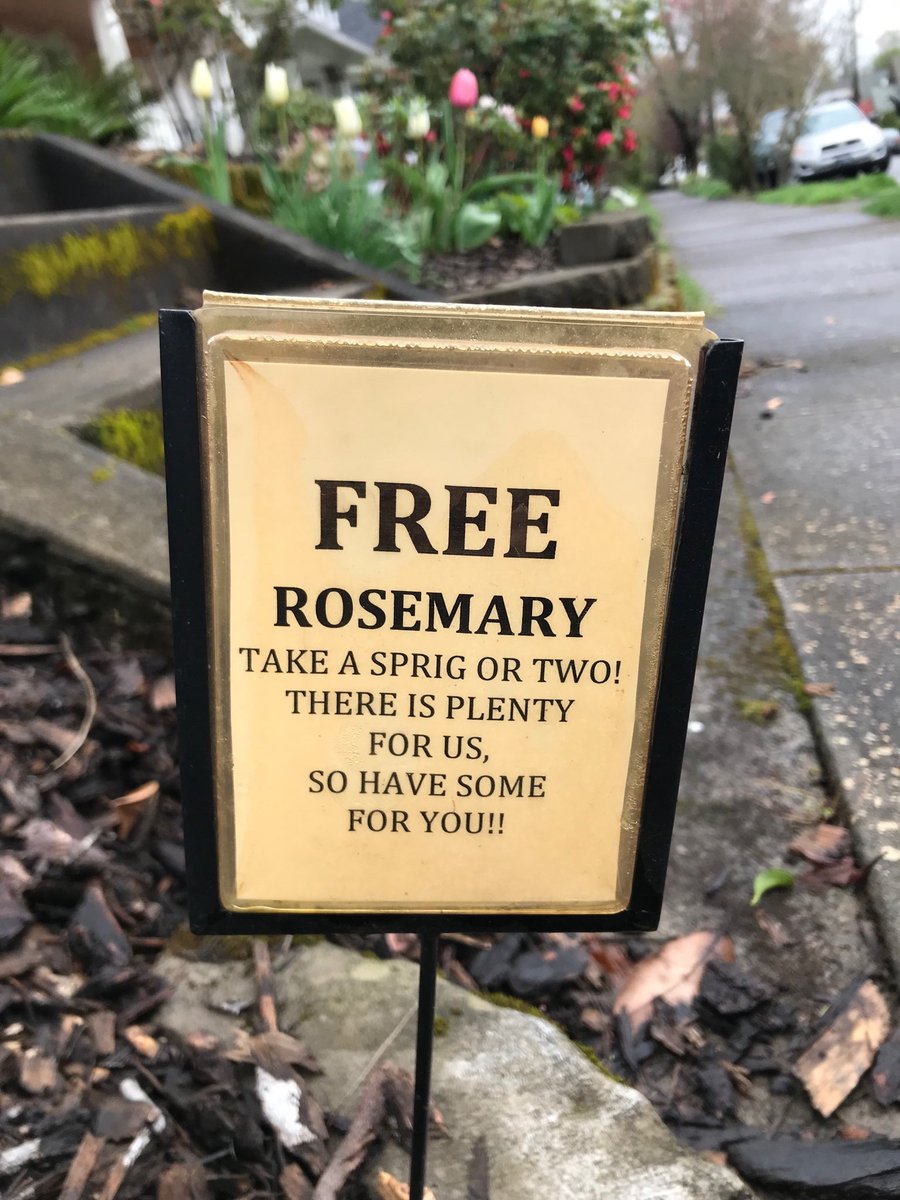 FREE
ROSEMARY
TAKE A SPRIG OR TWO!
THERE IS PLENTY
FOR US,
SO HAVE SOME
FOR YOU!!